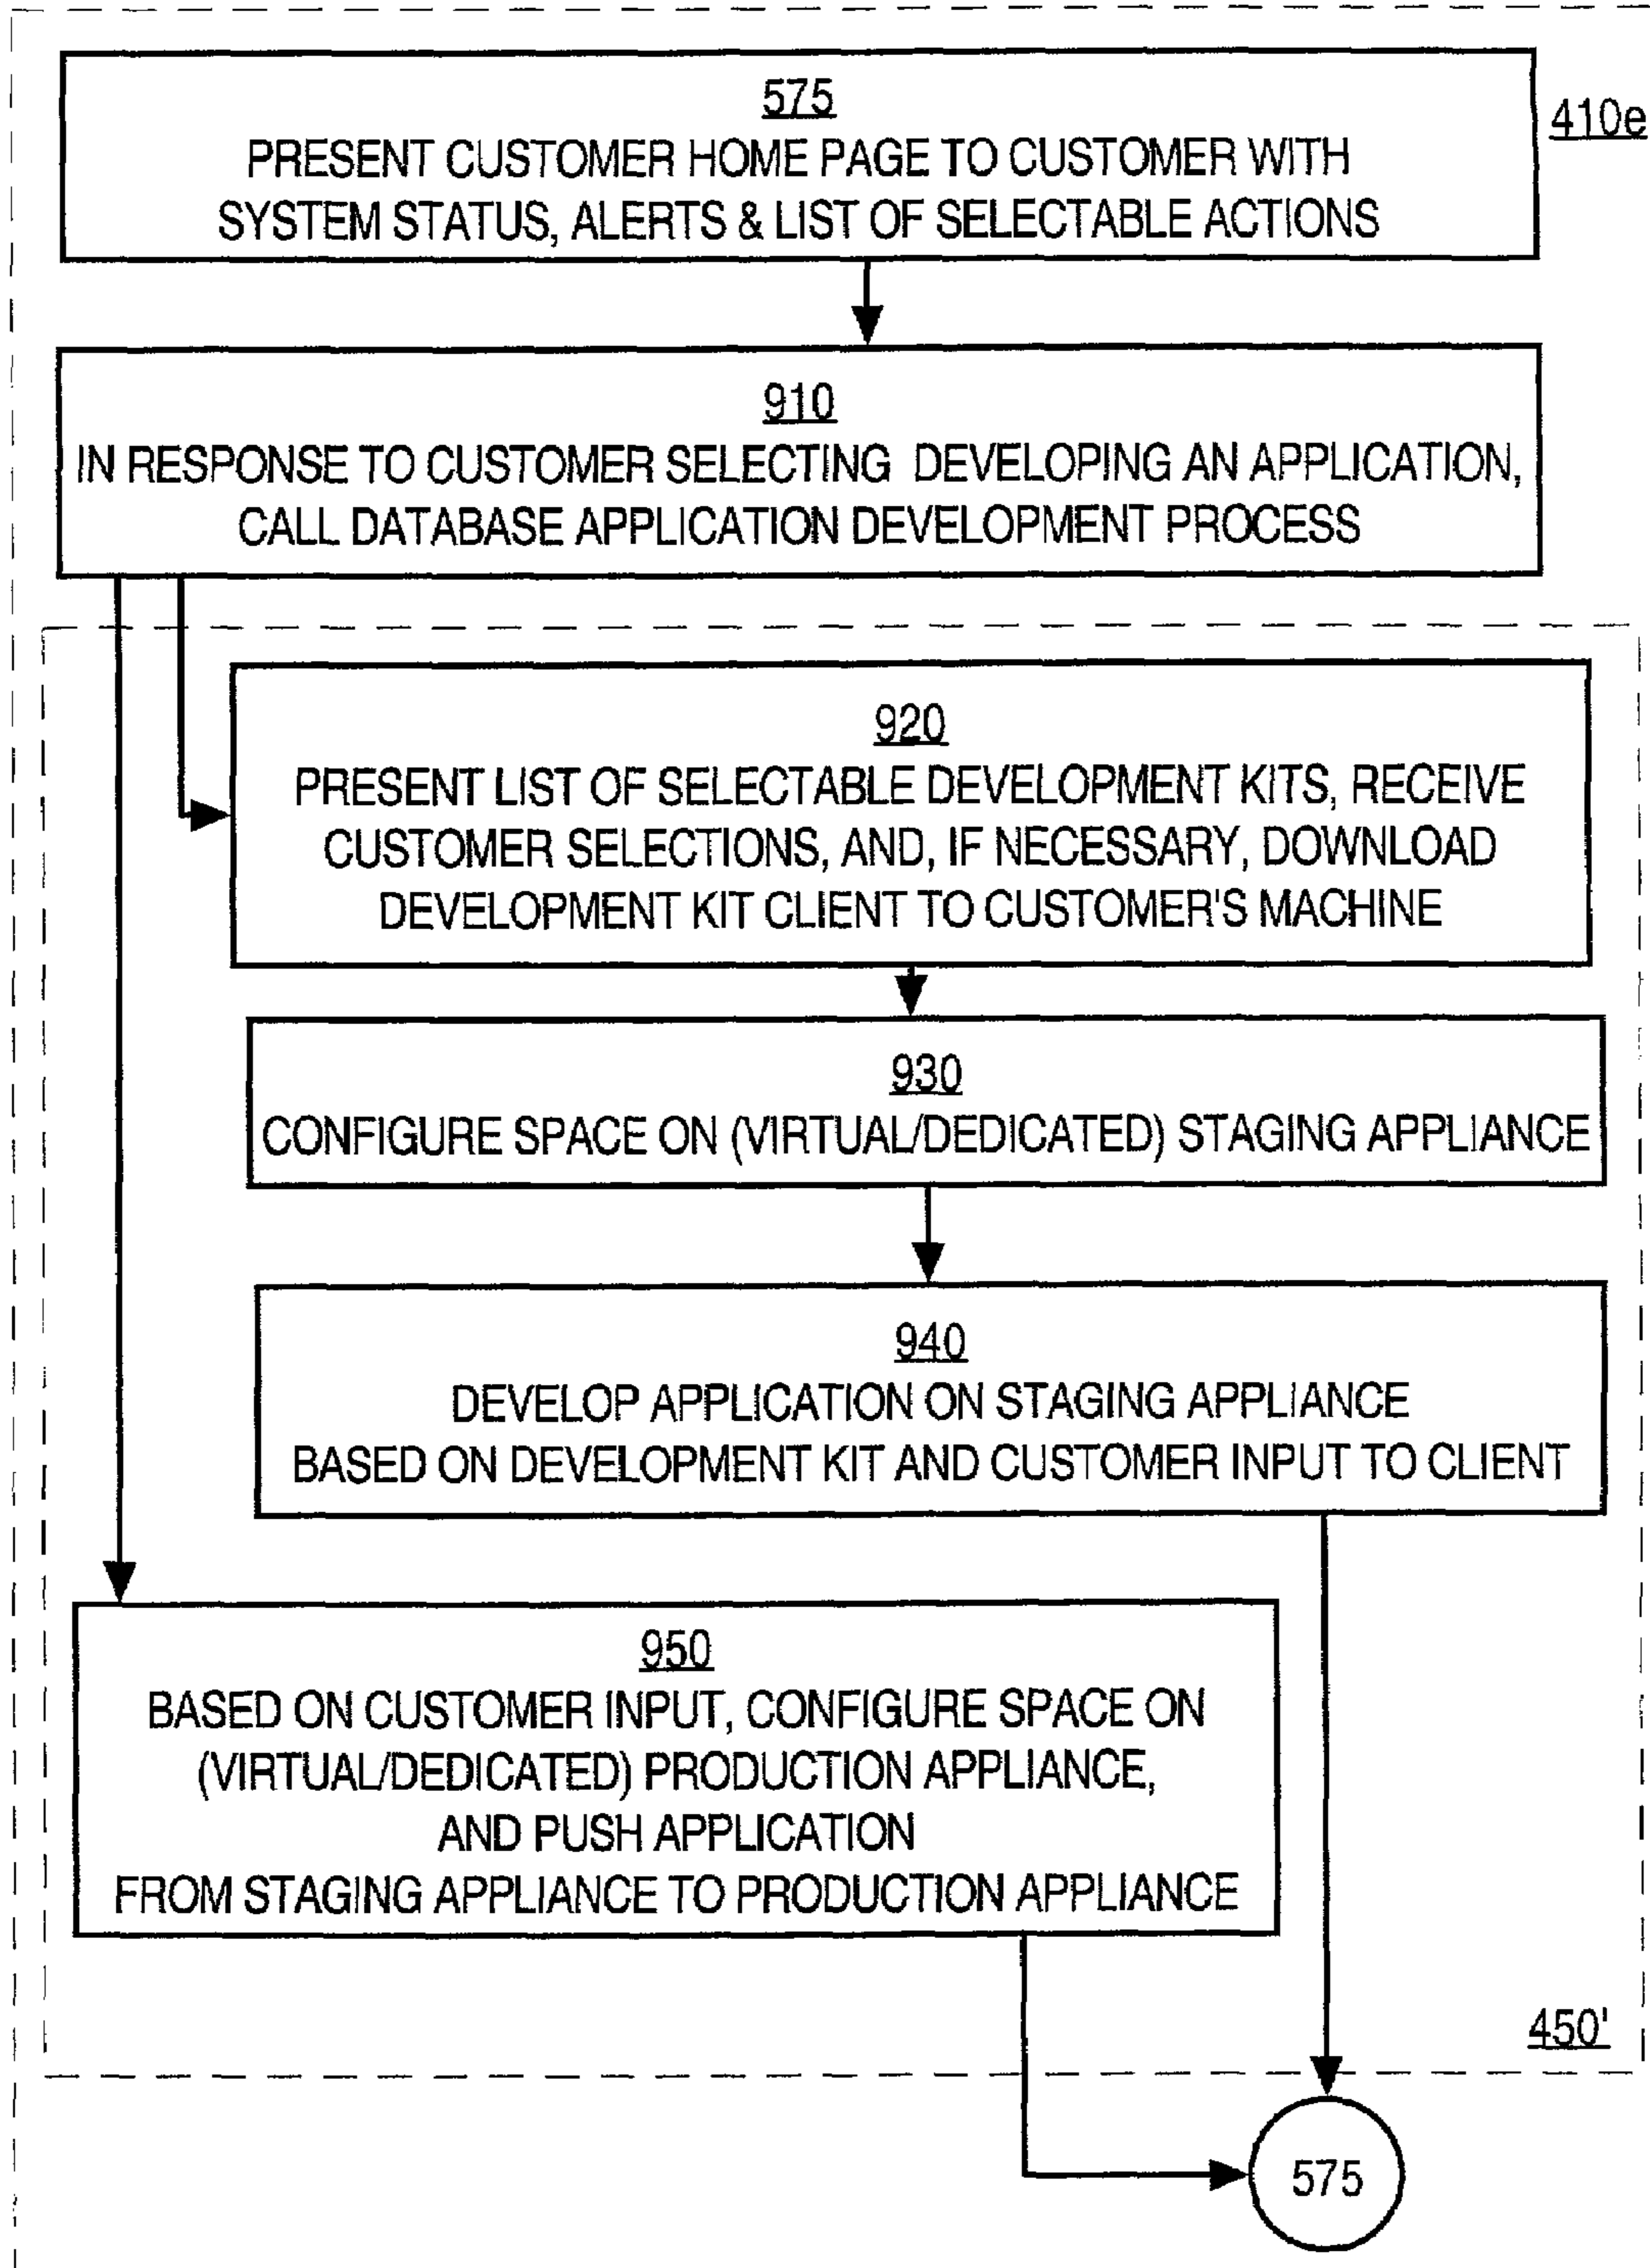 575
PRESENT CUSTOMER HOME PAGE TO CUSTOMER WITH
SYSTEM STATUS, ALERTS & LIST OF SELECTABLE ACTIONS
410e
910
IN RESPONSE TO CUSTOMER SELECTING DEVELOPING AN APPLICATION,
CALL DATABASE APPLICATION DEVELOPMENT PROCESS
920
PRESENT LIST OF SELECTABLE DEVELOPMENT KITS, RECEIVE
CUSTOMER SELECTIONS, AND, IF NECESSARY, DOWNLOAD
DEVELOPMENT KIT CLIENT TO CUSTOMER'S MACHINE
930
CONFIGURE SPACE ON (VIRTUAL/DEDICATED) STAGING APPLIANCE
940
DEVELOP APPLICATION ON STAGING APPLIANCE
BASED ON DEVELOPMENT KIT AND CUSTOMER INPUT TO CLIENT
950
BASED ON CUSTOMER INPUT, CONFIGURE SPACE ON
(VIRTUAL/DEDICATED) PRODUCTION APPLIANCE,
AND PUSH APPLICATION
FROM STAGING APPLIANCE TO PRODUCTION APPLIANCE
450'
575